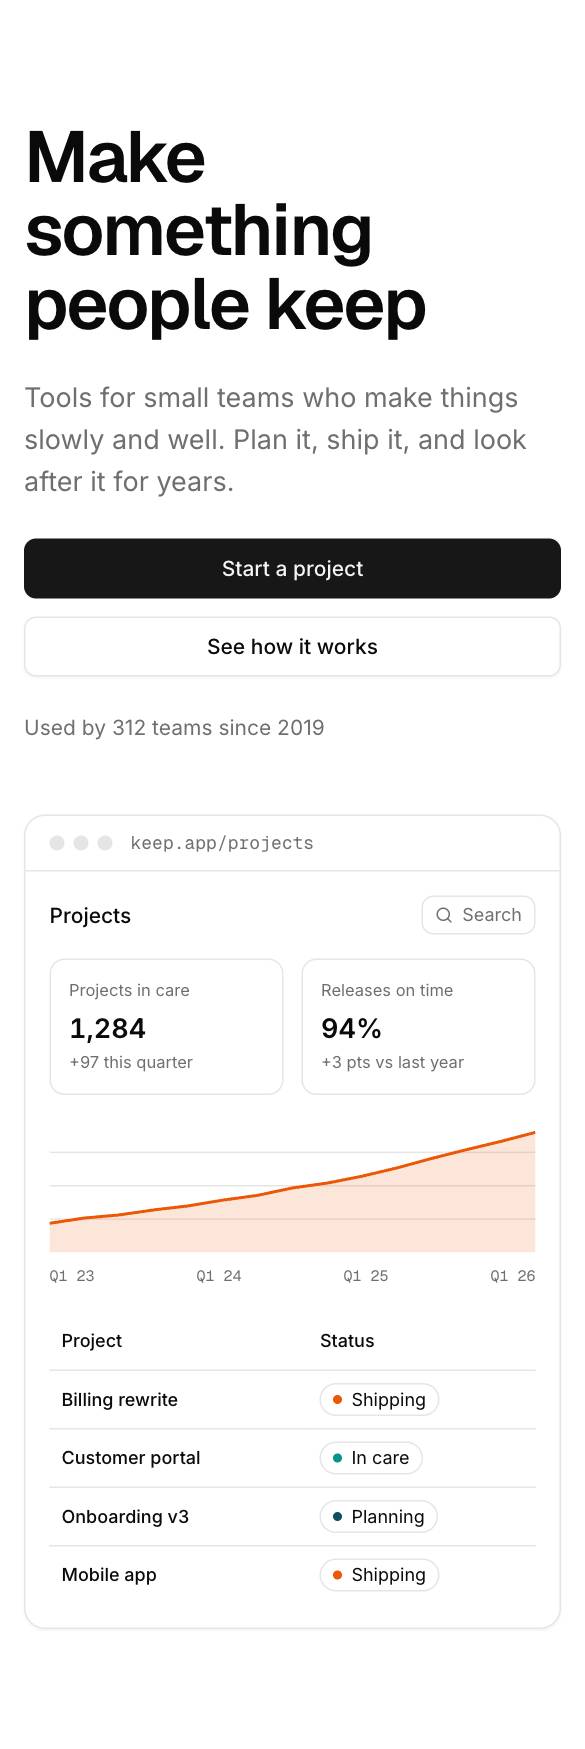 Make
something
people keep
Tools for small teams who make things
slowly and well. Plan it, ship it, and look
after it for years.
Start a project
See how it works
Used by 312 teams since 2019
keep.app/projects
Projects
Search
Projects in care
1,284
+97 this quarter
Releases on time
94%
+3 pts vs last year
Q1 23 Q1 24 Q1 25 Q1 26
Project Status
Billing rewrite Shipping
Customer portal In care
Onboarding v3 Planning
Mobile app Shipping